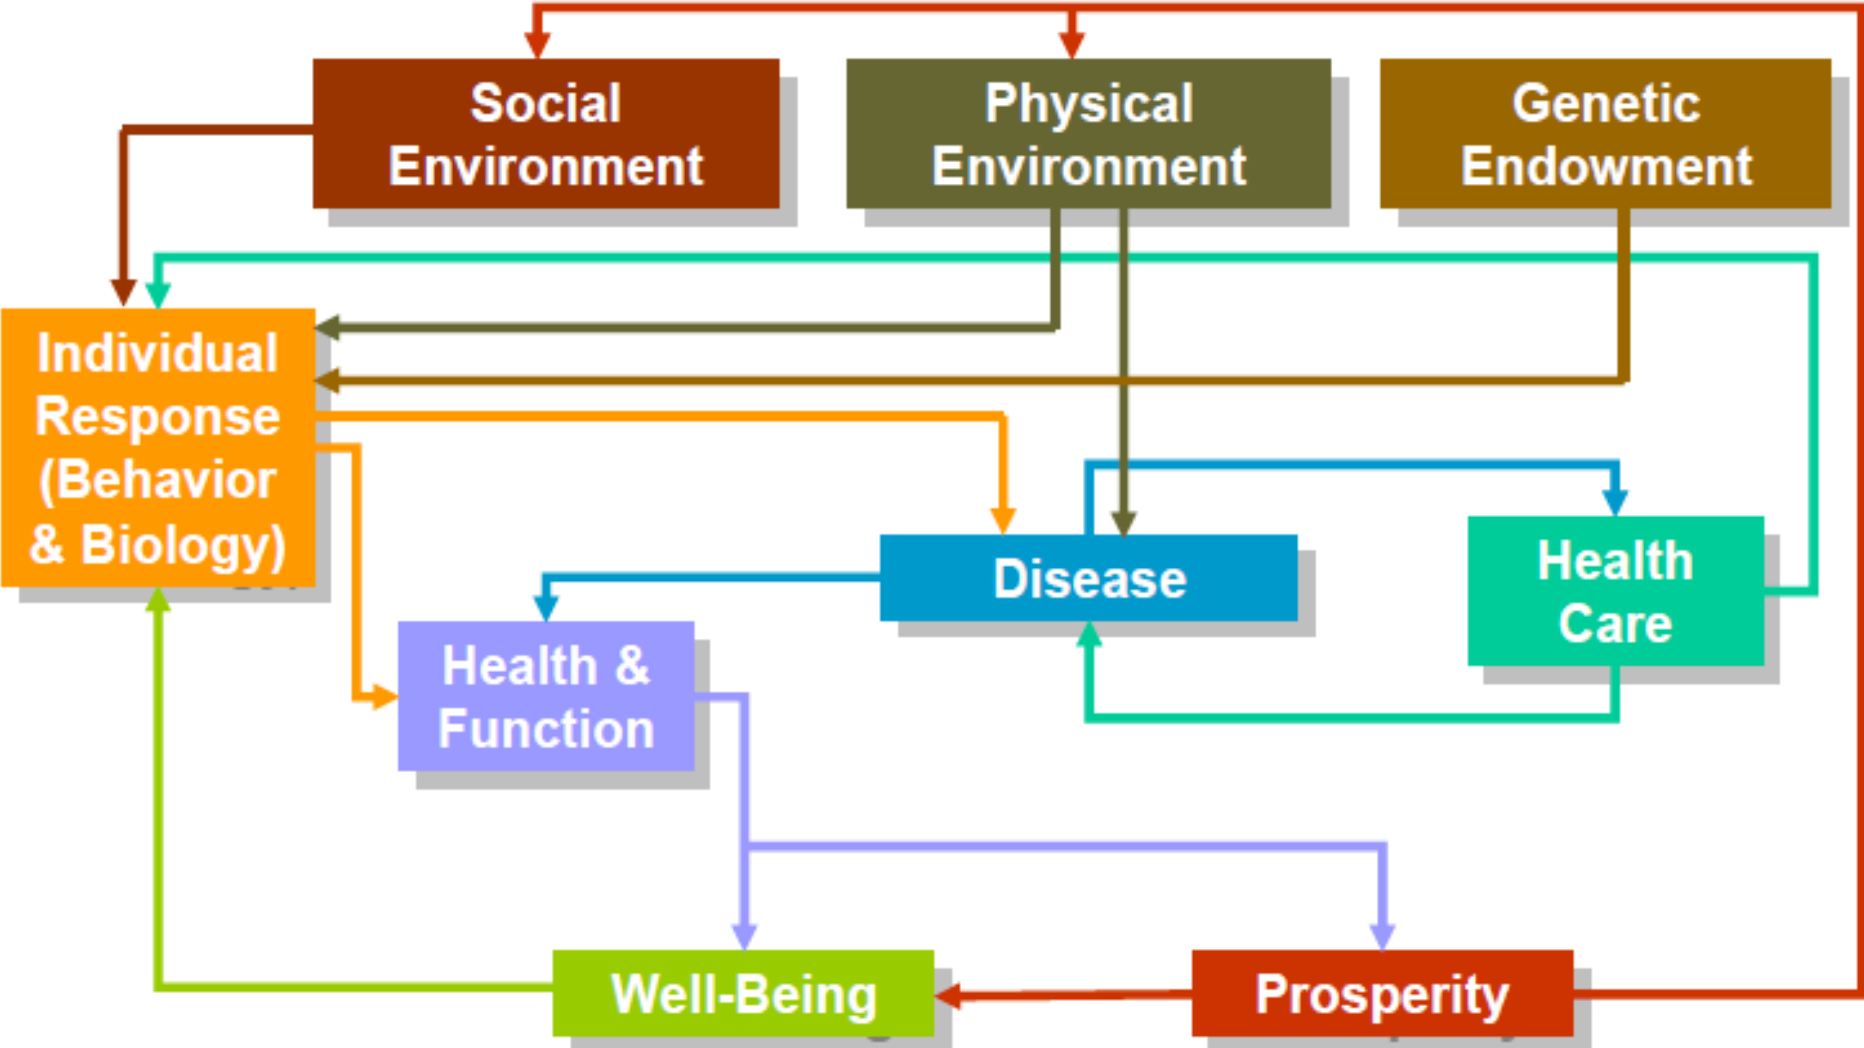 Social
Environment
Physical
Environment
Genetic
Endowment
Individual
Response
(Behavior
& Biology)
Disease
Health
Care
Health &
Function
Well-Being
Prosperity